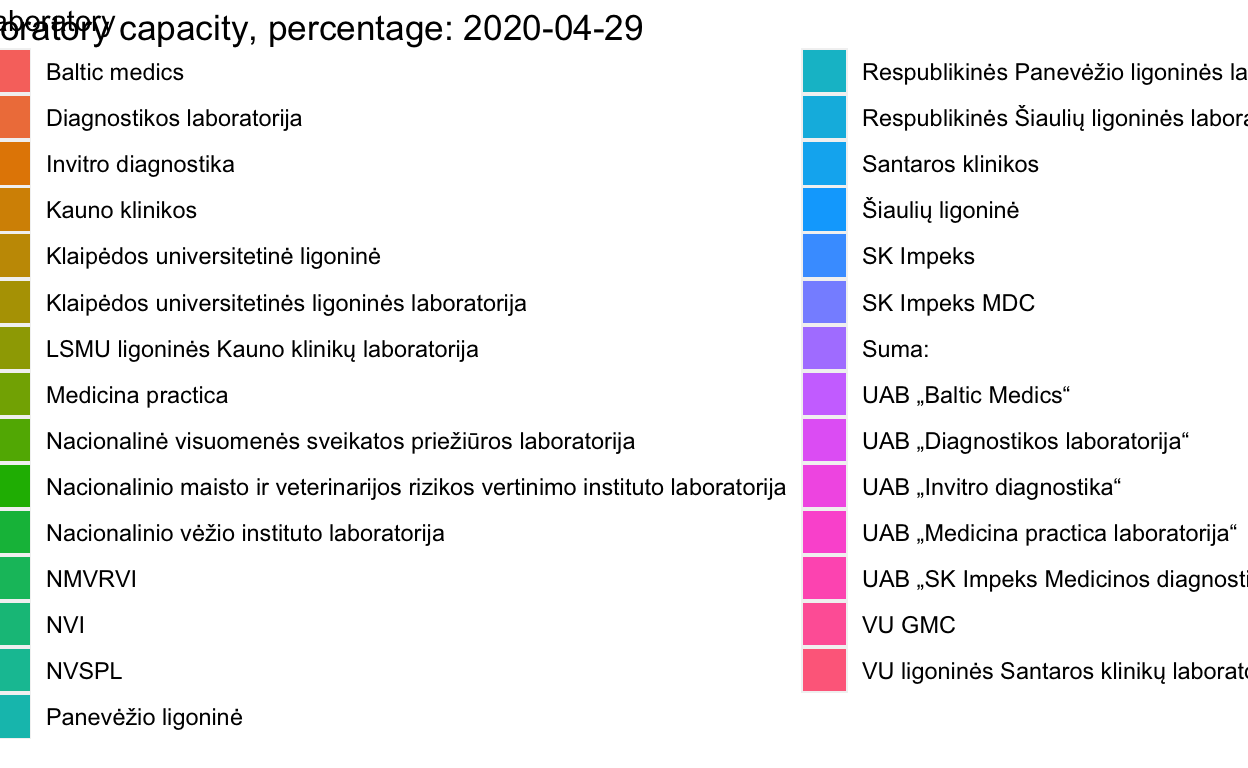 aboratory
oratory capacity, percentage: 2020-04-29
Baltic medics
Diagnostikos laboratorija
Invitro diagnostika
Kauno klinikos
Klaipėdos universitetinė ligoninė
Klaipėdos universitetinės ligoninės laboratorija
LSMU ligoninės Kauno klinikų laboratorija
Medicina practica
Nacionalinė visuomenės sveikatos priežiūros laboratorija
Nacionalinio maisto ir veterinarijos rizikos vertinimo instituto laboratorija
Nacionalinio vėžio instituto laboratorija
NMVRVI
NVI
NVSPL
Panevėžio ligoninė
Respublikinės Panevėžio ligoninės la
Respublikinės Šiaulių ligoninės labora
Santaros klinikos
Šiaulių ligoninė
SK Impeks
SK Impeks MDC
Suma:
UAB „Baltic Medics“
UAB „Diagnostikos laboratorija“
UAB „Invitro diagnostika“
UAB „Medicina practica laboratorija“
UAB „SK Impeks Medicinos diagnosti
VU GMC
VU ligoninės Santaros klinikų laborato